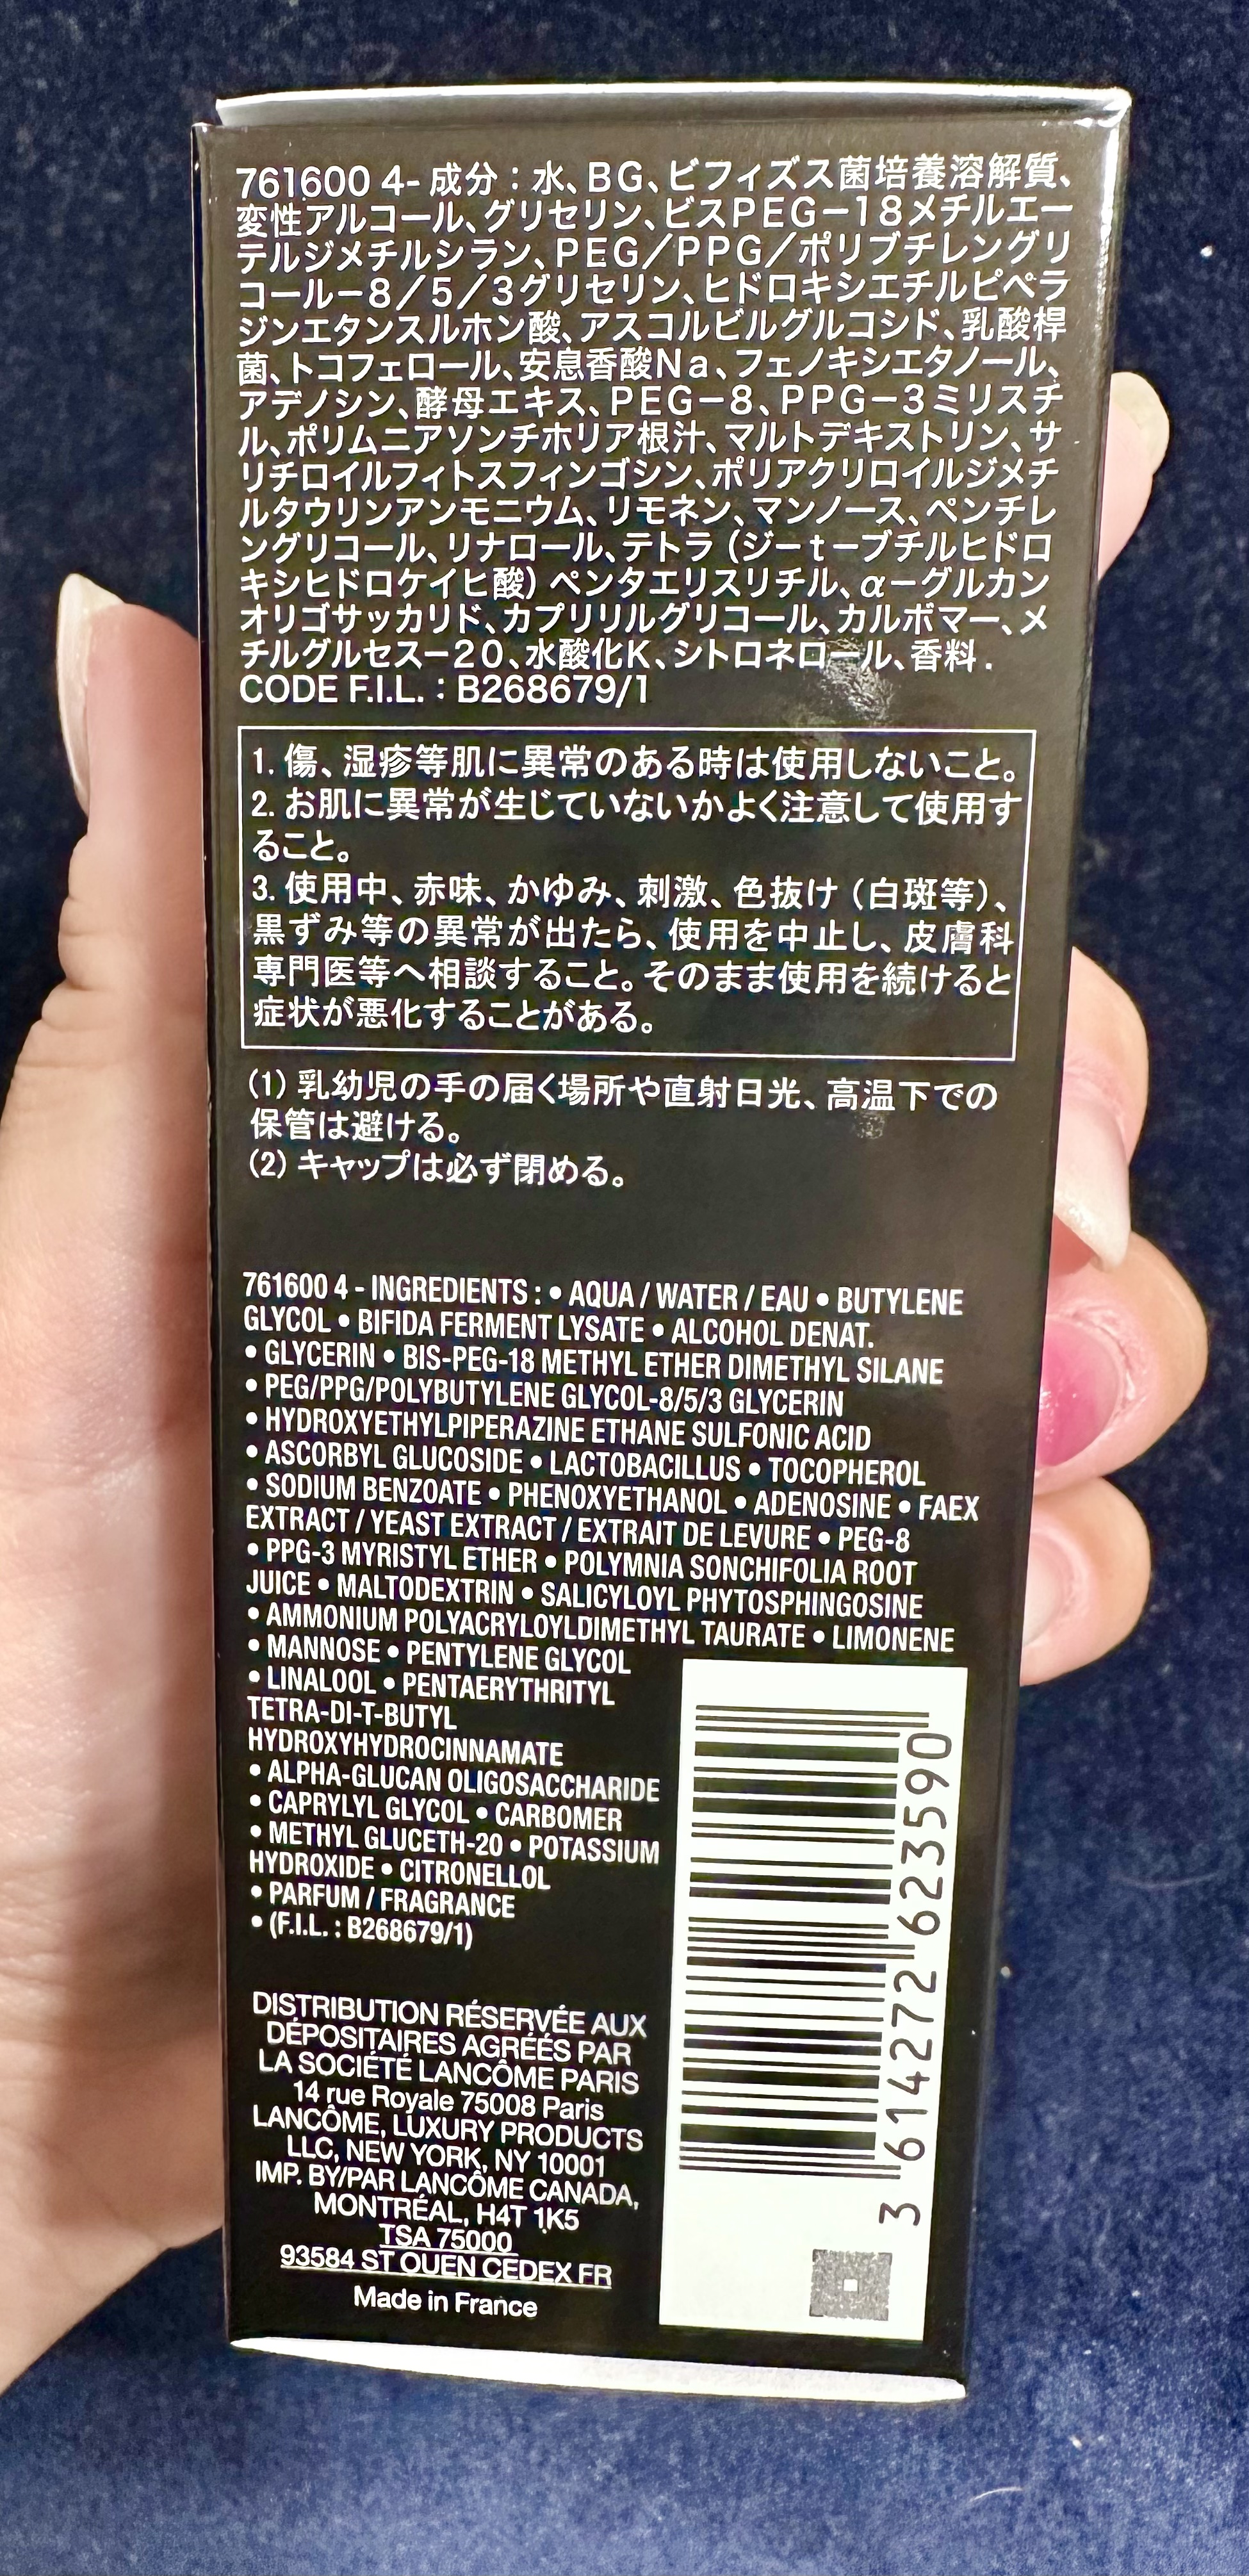 761600 4- 成分：水、BG、ビフィズス菌培養溶解質、
変性アルコール、グリセリン、ビスPEG－18メチルエー
テルジメチルシラン、PEG／PPG／ポリブチレングリ
コール－8／5／3グリセリン、ヒドロキシエチルピペラ
ジンエタンスルホン酸、アスコルビルグルコシド、乳酸桿
菌、トコフェロール、安息香酸Na、フェノキシエタノール、
アデノシン、酵母エキス、PEG－8、PPG－3ミリスチ
ル、ポリムニアソンチホリア根汁、マルトデキストリン、サ
リチロイルフィトスフィンゴシン、ポリアクリロイルジメチ
ルタウリンアンモニウム、リモネン、マンノース、ペンチレ
ングリコール、リナロール、テトラ（ジーt－ブチルヒドロ
キシヒドロケイヒ酸）ペンタエリスリチル、α－グルカン
オリゴサッカリド、カプリリルグリコール、カルボマー、メ
チルグルセス－20、水酸化K、シトロネロール、香料.
CODE F.I.L.：B268679/1
1. 傷、湿疹等肌に異常のある時は使用しないこと。
2. お肌に異常が生じていないかよく注意して使用す
ること。
3. 使用中、赤味、かゆみ、刺激、色抜け（白斑等）、
黒ずみ等の異常が出たら、使用を中止し、皮膚科
専門医等へ相談すること。そのまま使用を続けると
症状が悪化することがある。
(1) 乳幼児の手の届く場所や直射日光、高温下での
保管は避ける。
(2) キャップは必ず閉める。
761600 4 - INGREDIENTS : • AQUA / WATER / EAU • BUTYLENE
GLYCOL • BIFIDA FERMENT LYSATE • ALCOHOL DENAT.
• GLYCERIN • BIS-PEG-18 METHYL ETHER DIMETHYL SILANE
• PEG/PPG/POLYBUTYLENE GLYCOL-8/5/3 GLYCERIN
• HYDROXYETHYLPIPERAZINE ETHANE SULFONIC ACID
• ASCORBYL GLUCOSIDE • LACTOBACILLUS • TOCOPHEROL
• SODIUM BENZOATE • PHENOXYETHANOL • ADENOSINE • FAEX
EXTRACT / YEAST EXTRACT / EXTRAIT DE LEVURE • PEG-8
• PPG-3 MYRISTYL ETHER • POLYMNIA SONCHIFOLIA ROOT
JUICE • MALTODEXTRIN • SALICYLOYL PHYTOSPHINGOSINE
• AMMONIUM POLYACRYLOYLDIMETHYL TAURATE • LIMONENE
• MANNOSE • PENTYLENE GLYCOL
• LINALOOL • PENTAERYTHRITYL
TETRA-DI-T-BUTYL
HYDROXYHYDROCINNAMATE
• ALPHA-GLUCAN OLIGOSACCHARIDE
• CAPRYLYL GLYCOL • CARBOMER
• METHYL GLUCETH-20 • POTASSIUM
HYDROXIDE • CITRONELLOL
• PARFUM / FRAGRANCE
• (F.I.L. : B268679/1)
DISTRIBUTION RÉSERVÉE AUX
DÉPOSITAIRES AGRÉÉS PAR
LA SOCIÉTÉ LANCÔME PARIS
14 rue Royale 75008 Paris
LANCÔME, LUXURY PRODUCTS
LLC, NEW YORK, NY 10001
IMP. BY/PAR LANCÔME CANADA,
MONTRÉAL, H4T 1K5
TSA 75000
93584 ST OUEN CEDEX FR
Made in France
3 614272 623590